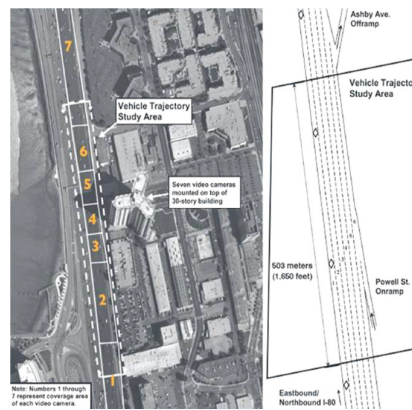 7
Vehicle Trajectory
Study Area
6
5
Seven video cameras
mounted on top of
30-story building
4
3
2
1
Note: Numbers 1 through
7 represent coverage area
of each video camera.
Ashby Ave.
Offramp
Vehicle Trajecto
Study Area
503 meters
(1,650 feet)
Powell St.
Onramp
Eastbound/
Northbound I-80